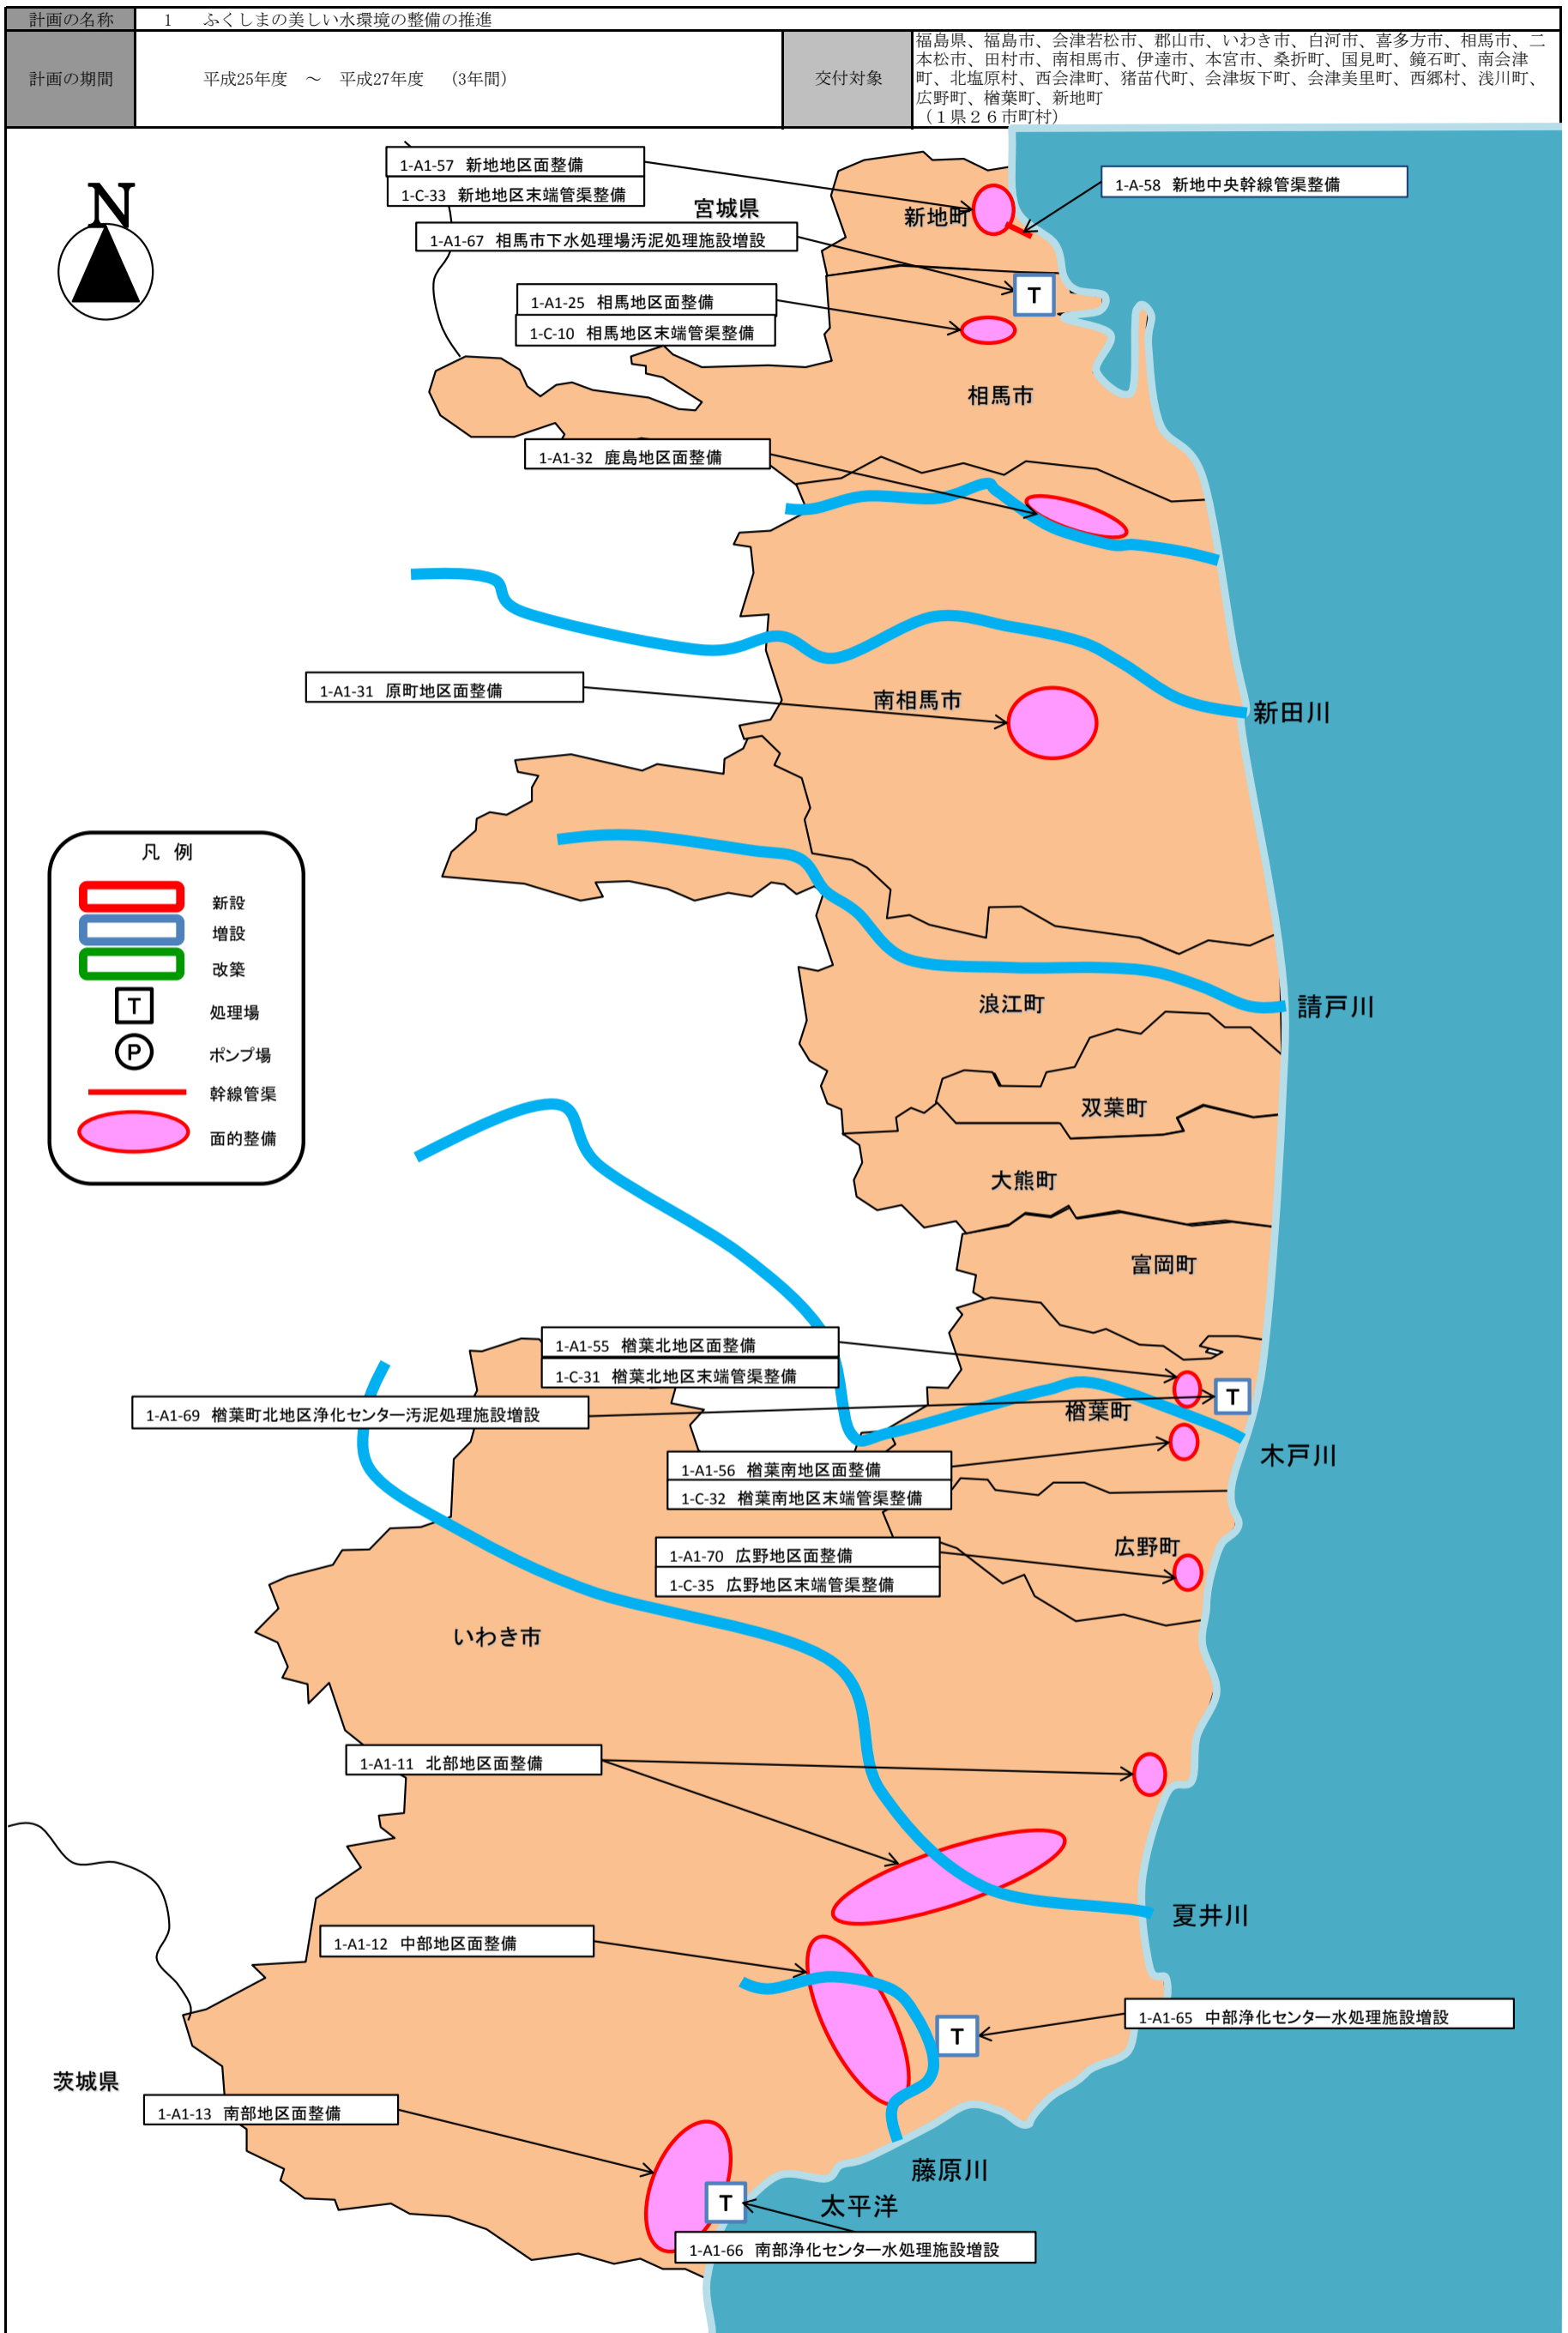 計画の名称
1 ふくしまの美しい水環境の整備の推進
計画の期間
平成25年度 ～ 平成27年度 （3年間）
交付対象
福島県、福島市、会津若松市、郡山市、いわき市、白河市、喜多方市、相馬市、二
本松市、田村市、南相馬市、伊達市、本宮市、桑折町、国見町、鏡石町、南会津
町、北塩原村、西会津町、猪苗代町、会津坂下町、会津美里町、西郷村、浅川町、
広野町、楢葉町、新地町
（１県２６市町村）
N
1-A1-57 新地地区面整備
1-C-33 新地地区末端管渠整備
宮城県
新地町
1-A-58 新地中央幹線管渠整備
1-A1-67 相馬市下水処理場汚泥処理施設増設
T
1-A1-25 相馬地区面整備
1-C-10 相馬地区末端管渠整備
相馬市
1-A1-32 鹿島地区面整備
1-A1-31 原町地区面整備
南相馬市
新田川
凡 例
新設
増設
改築
T
処理場
P
ポンプ場
幹線管渠
面的整備
浪江町
請戸川
双葉町
大熊町
富岡町
1-A1-55 楢葉北地区面整備
1-C-31 楢葉北地区末端管渠整備
1-A1-69 楢葉町北地区浄化センター汚泥処理施設増設
T
楢葉町
木戸川
1-A1-56 楢葉南地区面整備
1-C-32 楢葉南地区末端管渠整備
広野町
1-A1-70 広野地区面整備
1-C-35 広野地区末端管渠整備
いわき市
1-A1-11 北部地区面整備
夏井川
1-A1-12 中部地区面整備
1-A1-65 中部浄化センター水処理施設増設
T
茨城県
1-A1-13 南部地区面整備
藤原川
T
太平洋
1-A1-66 南部浄化センター水処理施設増設